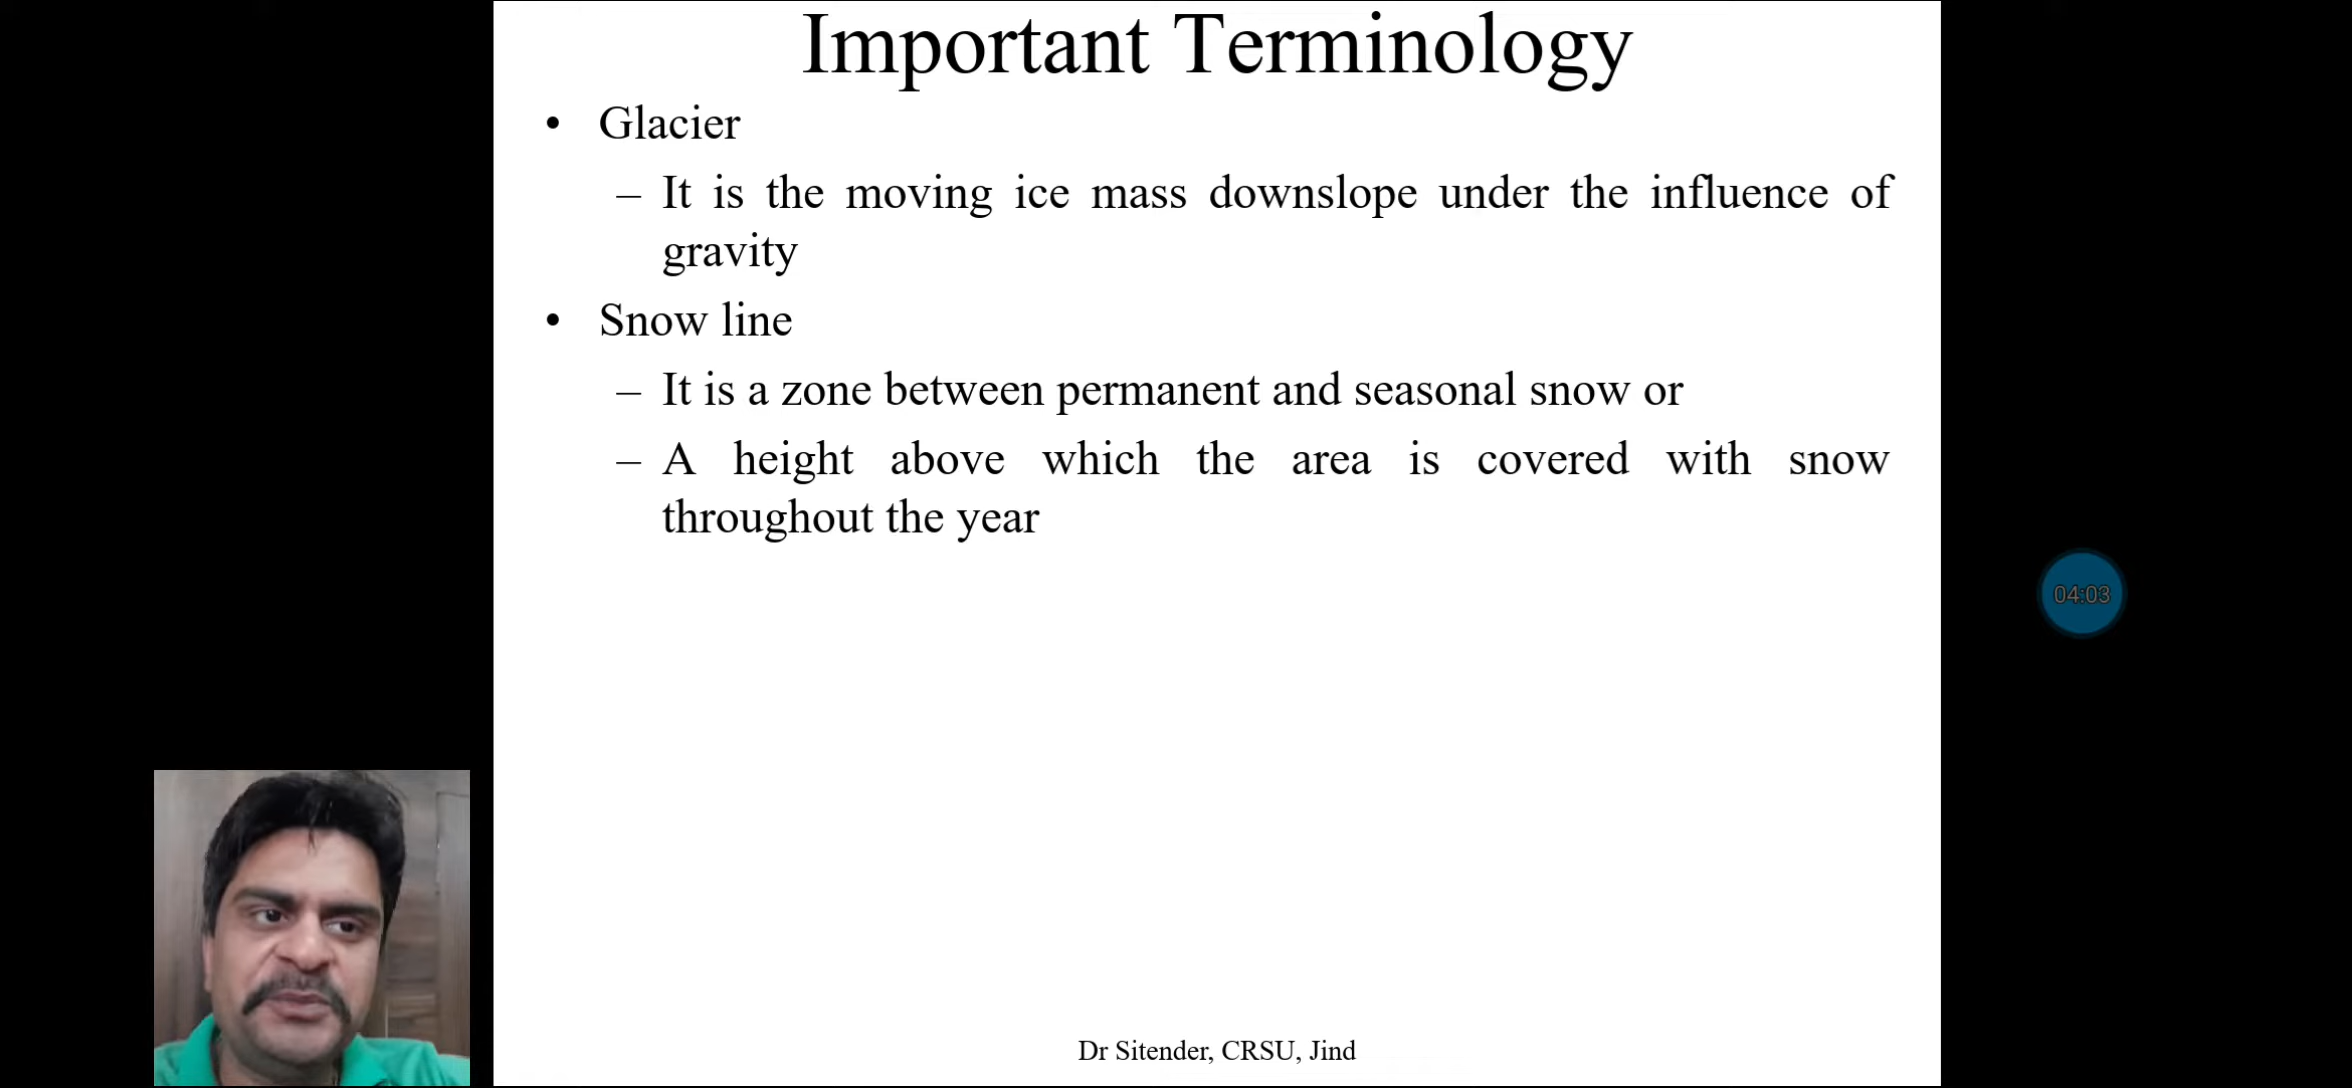 Important Terminology
• Glacier
– It is the moving ice mass downslope under the influence of
gravity
• Snow line
– It is a zone between permanent and seasonal snow or
– A height above which the area is covered with snow
throughout the year
04:03
Dr Sitender, CRSU, Jind